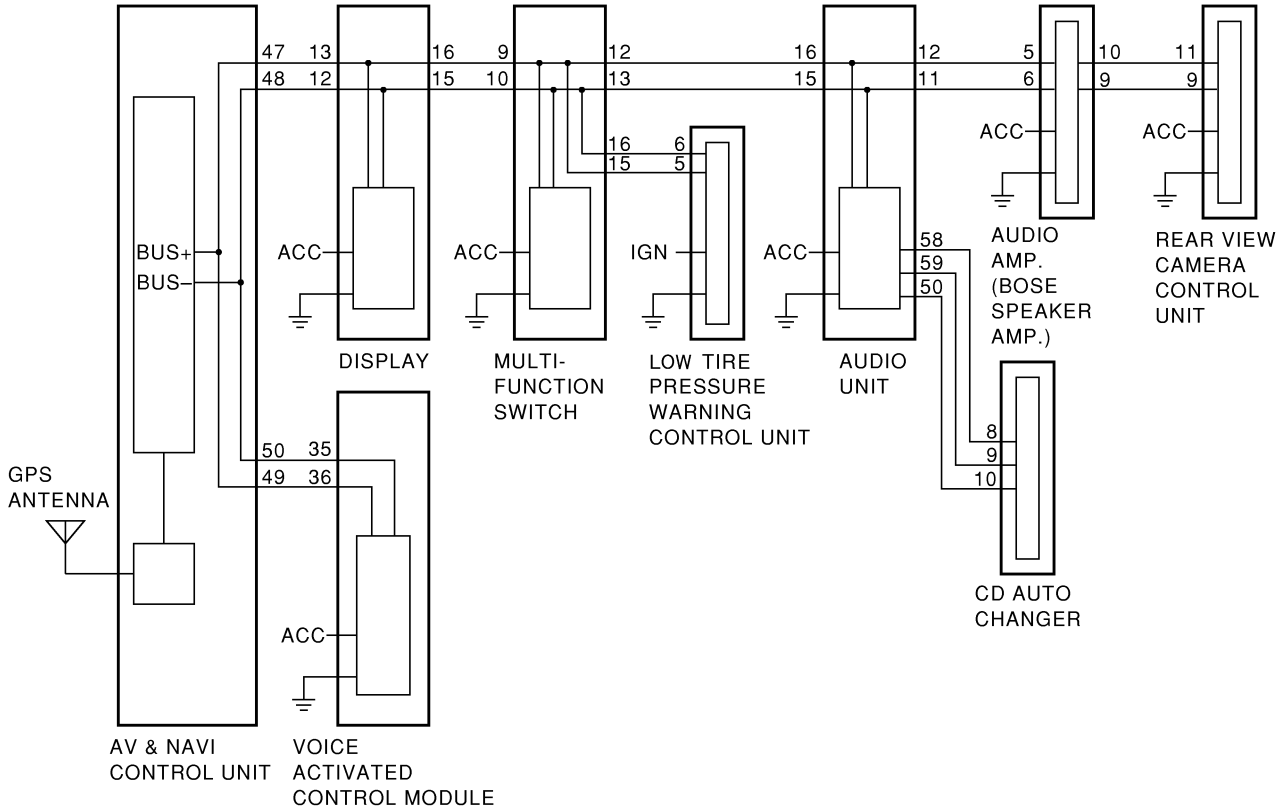 47 13 16 9 12 16 12 5 10 11
48 12 15 10 13 15 11 6 9 9
ACC ACC
16 6
15 5
BUS+
BUS–
ACC ACC IGN ACC
58
59
50
AUDIO
AMP.
(BOSE
SPEAKER
AMP.)
REAR VIEW
CAMERA
CONTROL
UNIT
DISPLAY
MULTI-
FUNCTION
SWITCH
LOW TIRE
PRESSURE
WARNING
CONTROL UNIT
AUDIO
UNIT
50 35
49 36
8
9
10
GPS
ANTENNA
CD AUTO
CHANGER
ACC
AV & NAVI
CONTROL UNIT
VOICE
ACTIVATED
CONTROL MODULE